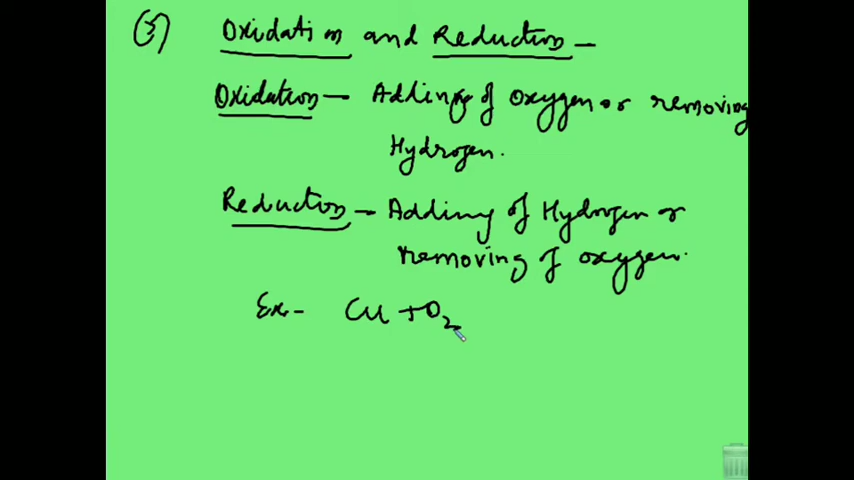 (5) Oxidation and Reduction -
Oxidation - Adding of Oxygen or removing
Hydrogen.
Reduction - Adding of Hydrogen or
removing of oxygen.
Ex- Cu + O₂